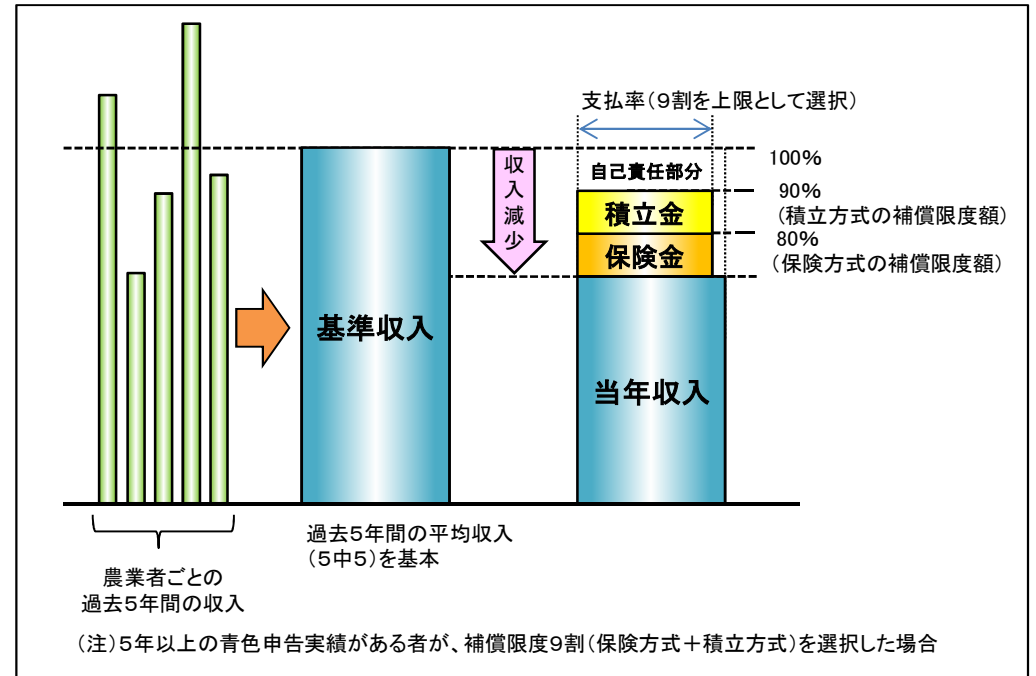 支払率(9割を上限として選択)
100%
自己責任部分
90%
(積立方式の補償限度額)
80%
(保険方式の補償限度額)
収入減少
積立金
保険金
基準収入
当年収入
過去5年間の平均収入
(5中5)を基本
農業者ごとの
過去5年間の収入
(注)5年以上の青色申告実績がある者が、補償限度9割(保険方式+積立方式)を選択した場合